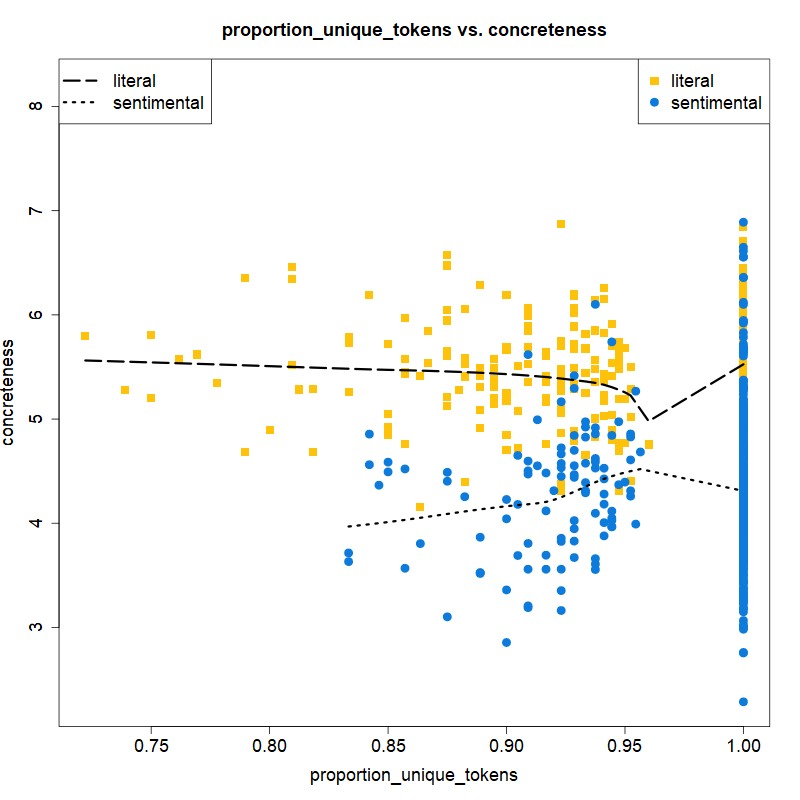 proportion_unique_tokens vs. concreteness
literal
sentimental
literal
sentimental
concreteness
8
7
6
5
4
3
0.75 0.80 0.85 0.90 0.95 1.00
proportion_unique_tokens